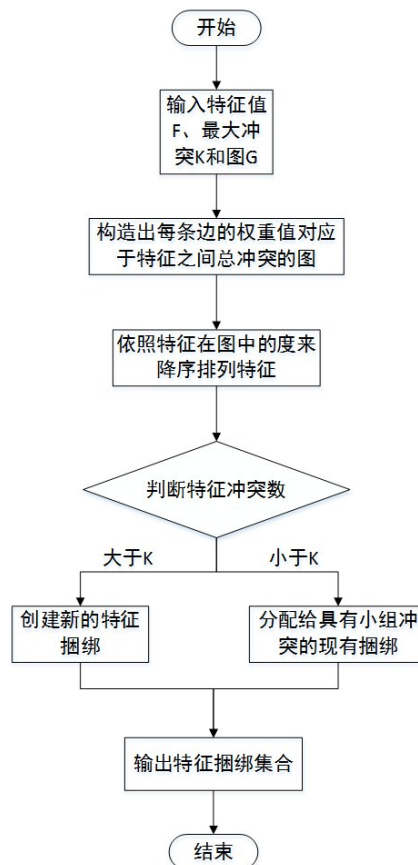 开始
输入特征值
F、最大冲
突K和图G
构造出每条边的权重值对应
于特征之间总冲突的图
依照特征在图中的度来
降序排列特征
判断特征冲突数
大于K
小于K
创建新的特征
捆绑
分配给具有小组冲
突的现有捆绑
输出特征捆绑集合
结束